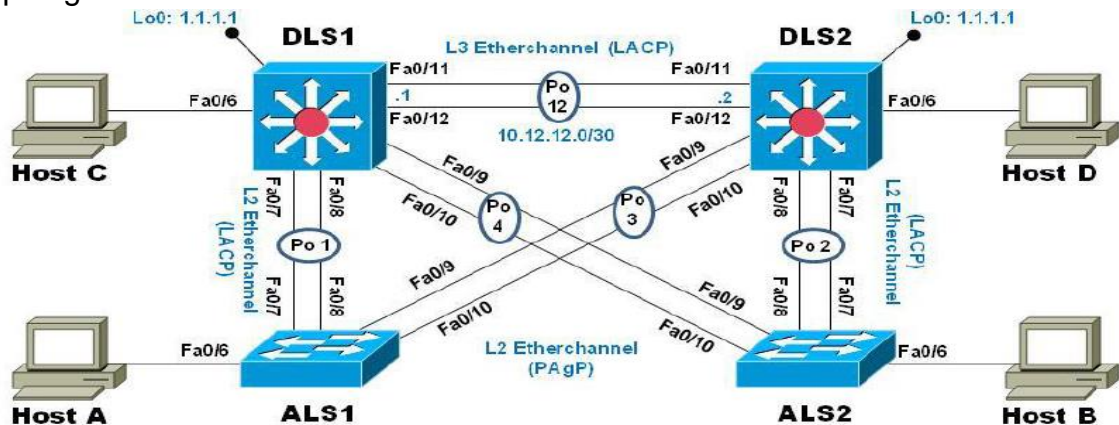 Lo0: 1.1.1.1
Lo0: 1.1.1.1
DLS1
L3 Etherchannel (LACP)
DLS2
Fa0/11
Fa0/11
Fa0/6
.1
Po
12
.2
Fa0/6
Fa0/12
10.12.12.0/30
Fa0/12
Host C
Host D
Fa0/9
Fa0/10
Fa0/9
Fa0/10
Fa0/7
Fa0/8
Po
4
Po
3
Fa0/8
Fa0/7
L2 Etherchannel
(LACP)
Po 1
Po 2
L2 Etherchannel
(LACP)
Fa0/7
Fa0/8
Fa0/9
Fa0/10
Fa0/9
Fa0/10
Fa0/8
Fa0/7
Fa0/6
L2 Etherchannel
(PAgP)
Fa0/6
Host A
ALS1
ALS2
Host B